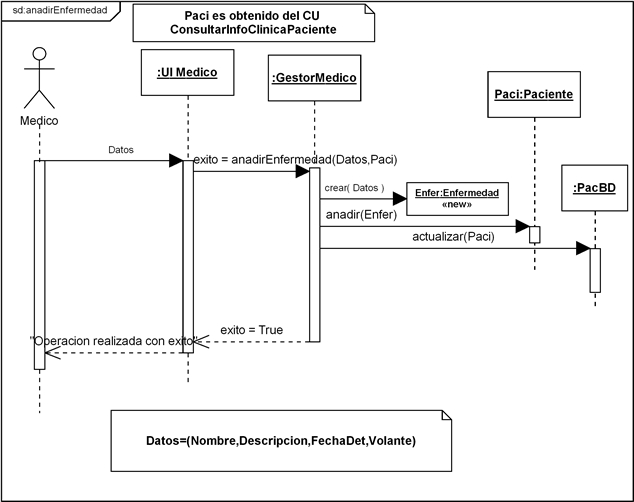 sd:anadirEnfermedad
Paci es obtenido del CU
ConsultarInfoClinicaPaciente
:UI Medico
:GestorMedico
Paci:Paciente
Medico
Datos
exito = anadirEnfermedad(Datos,Paci)
:PacBD
crear( Datos )
Enfer:Enfermedad
«new»
anadir(Enfer)
actualizar(Paci)
exito = True
"Operacion realizada con exito"
Datos=(Nombre,Descripcion,FechaDet,Volante)